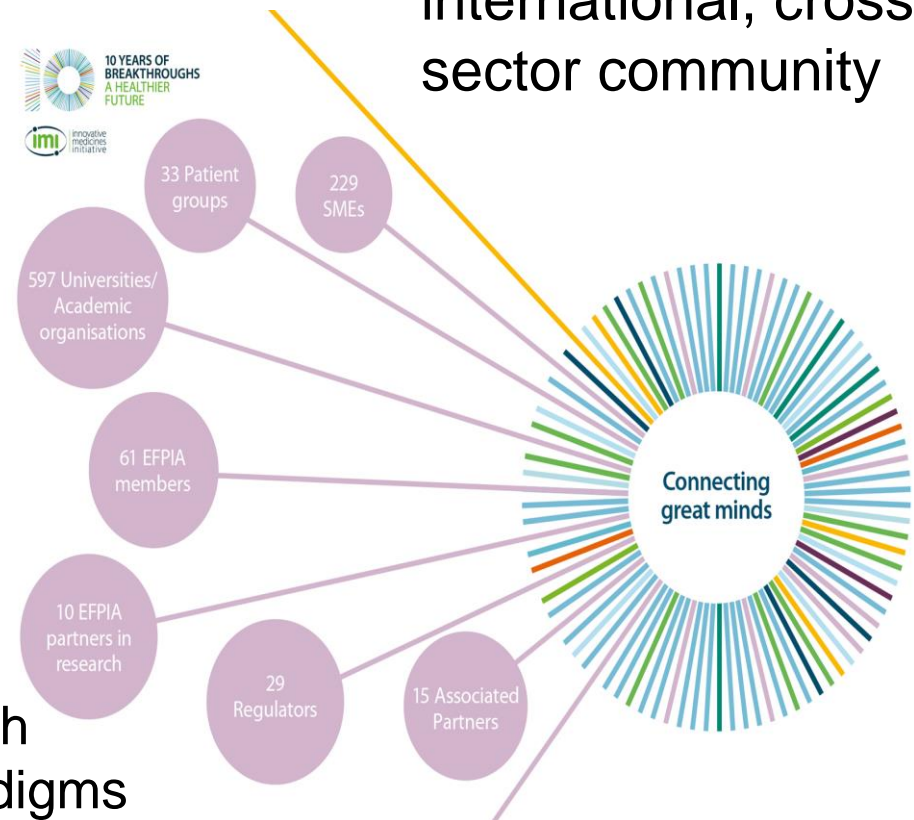 international, cross
sector community
10 YEARS OF
BREAKTHROUGHS
A HEALTHIER
FUTURE
imi innovative
medicines
initiative
33 Patient
groups
229
SMEs
597 Universities/
Academic
organisations
61 EFPIA
members
Connecting
great minds
10 EFPIA
partners in
research
29
Regulators
15 Associated
Partners